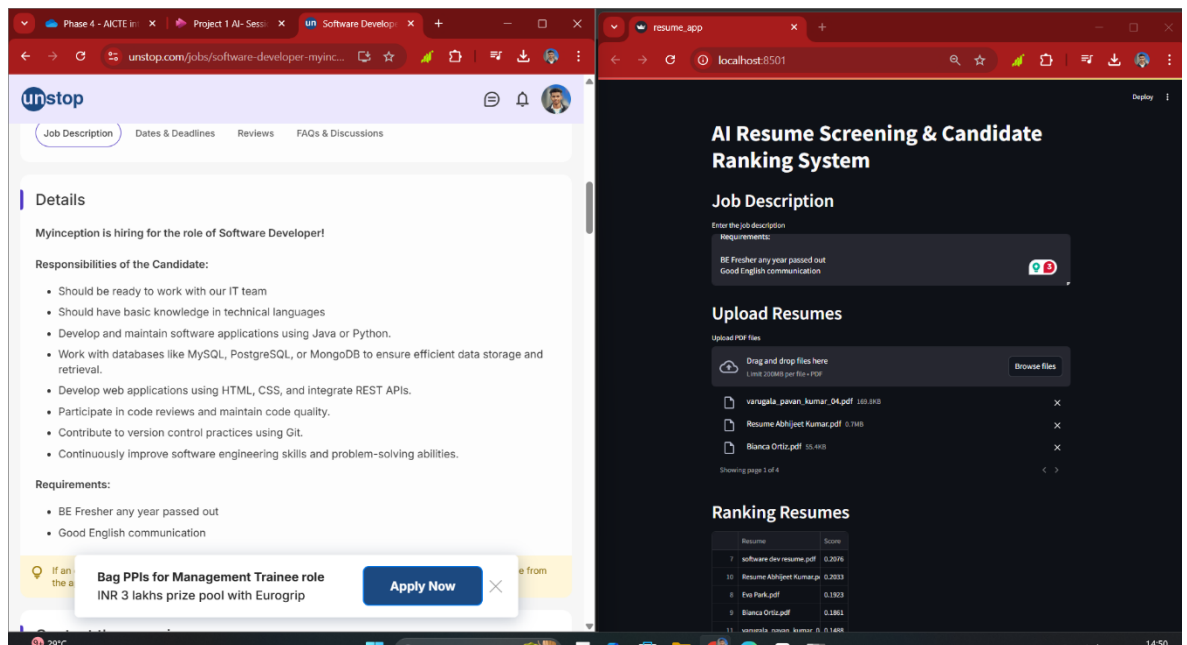 Phase 4 - AICTE in
Project 1 AI- Sessi
un Software Develop
unstop.com/jobs/software-developer-myinc...
unstop
Job Description Dates & Deadlines Reviews FAQs & Discussions
Details
Myinception is hiring for the role of Software Developer!
Responsibilities of the Candidate:
• Should be ready to work with our IT team
• Should have basic knowledge in technical languages
• Develop and maintain software applications using Java or Python.
• Work with databases like MySQL, PostgreSQL, or MongoDB to ensure efficient data storage and
retrieval.
• Develop web applications using HTML, CSS, and integrate REST APIs.
• Participate in code reviews and maintain code quality.
• Contribute to version control practices using Git.
• Continuously improve software engineering skills and problem-solving abilities.
Requirements:
• BE Fresher any year passed out
• Good English communication
If an
e from
the a
Bag PPIs for Management Trainee role
INR 3 lakhs prize pool with Eurogrip
Apply Now
29°C
resume_app
localhost:8501
Deploy
AI Resume Screening & Candidate
Ranking System
Job Description
Enter the job description
Requirements:
BE Fresher any year passed out
Good English communication
3
Upload Resumes
Upload PDF files
Drag and drop files here
Limit 200MB per file • PDF
Browse files
varugala_pavan_kumar_04.pdf 169.8KB
Resume Abhijeet Kumar.pdf 0.7MB
Bianca Ortiz.pdf 55.4KB
Showing page 1 of 4
Ranking Resumes
Resume Score
7 software dev resume.pdf 0.2076
10 Resume Abhijeet Kumar.p 0.2033
8 Eva Park.pdf 0.1923
9 Bianca Ortiz.pdf 0.1861
11 varugala_pavan_kumar_0 0.1488
14:50